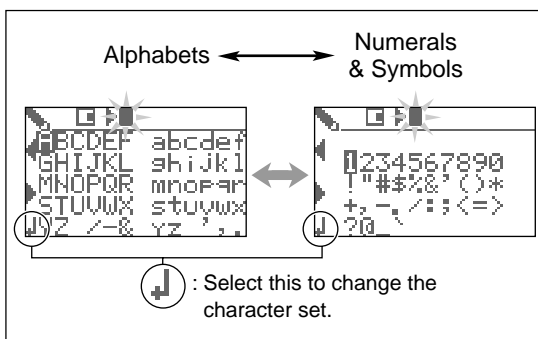 Alphabets
Numerals
& Symbols
ABCDEF abcdef
GHIJKL ghijkl
MNOPQR mnopqr
STUVWX stuvwx
YZ /-& yz ',.
1234567890
!"#$%&'()*
+,-./:;<=>
?@_`
: Select this to change the
character set.